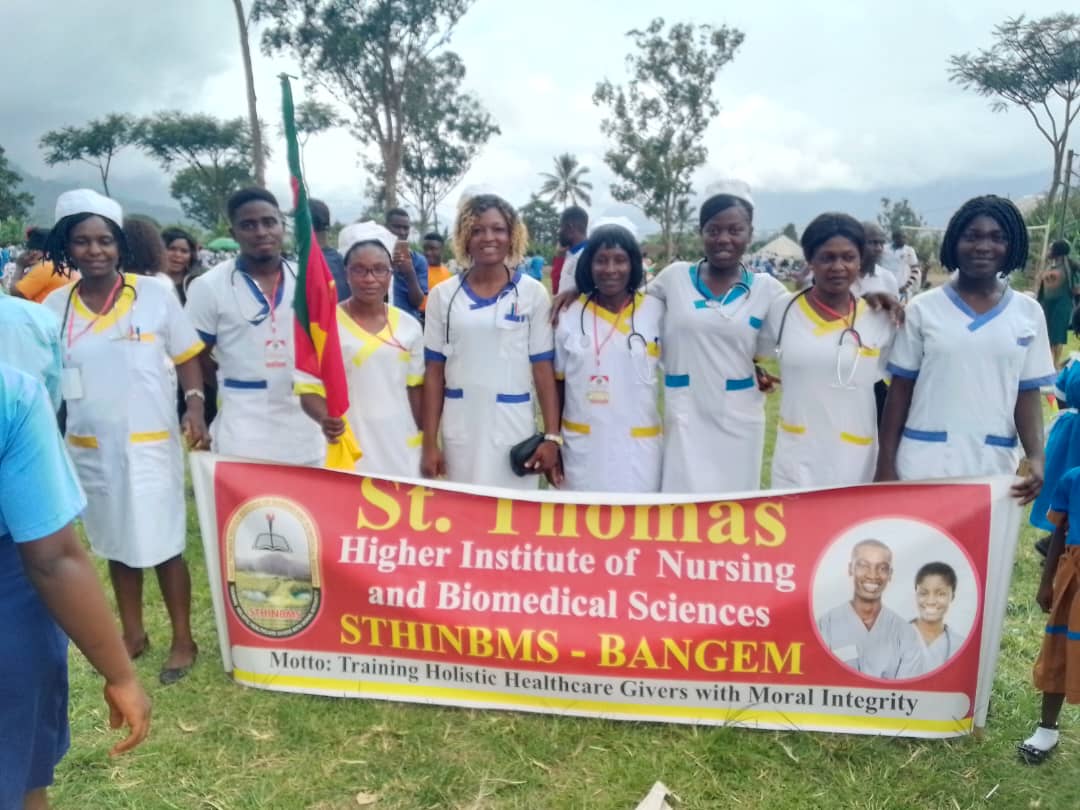 St. Thomas
Higher Institute of Nursing
and Biomedical Sciences
STHINBMS - BANGEM
Motto: Training Holistic Healthcare Givers with Moral Integrity
STHINBMS